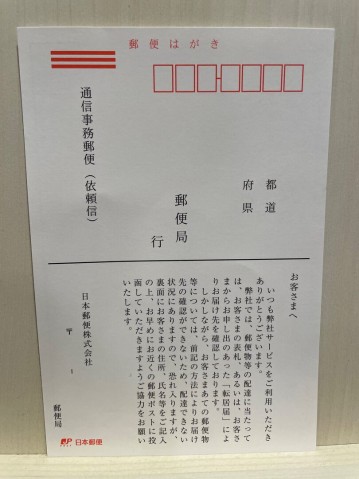 郵便はがき
通信事務郵便（依頼信）
都道
府県
郵便局
行
お客さまへ
いつも弊社サービスをご利用いただき
ありがとうございます。
弊社では、郵便物等の配達に当たって
は、お客さまの表札、あるいは、お客さ
まからお申し出のあった「転居届」によ
りお届け先を確認しております。
しかしながら、お客さまあての郵便物
等については、前記の方法によりお届け
先の確認ができないため、配達できない
状況にありますので、恐れ入りますが、
裏面にお客さまの住所、氏名等をご記入
の上、お早めにお近くの郵便ポストに投
函していただきますようご協力をお願い
いたします。
日本郵便株式会社
〒 -
郵便局
JP 日本郵便